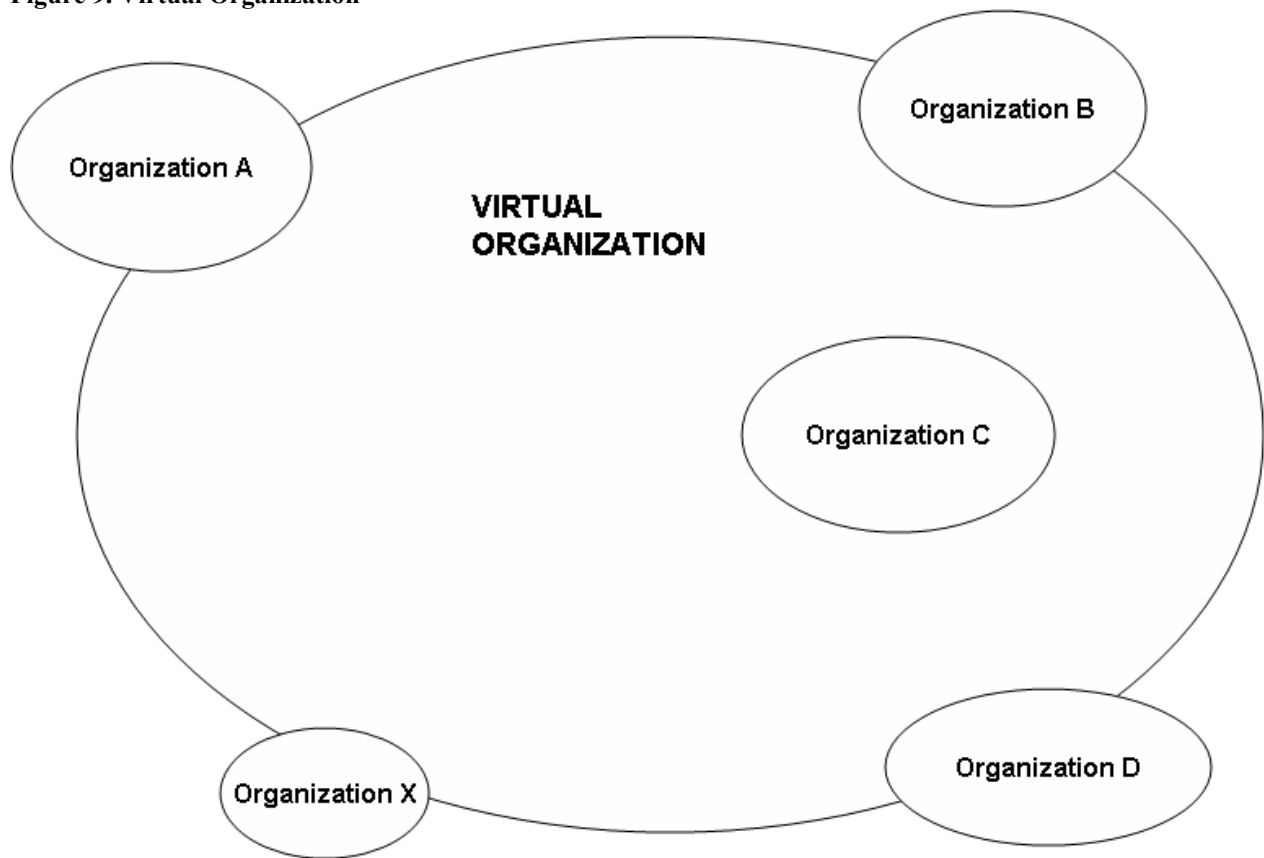 Figure 9: Virtual Organization
Organization B
Organization A
VIRTUAL
ORGANIZATION
Organization C
Organization D
Organization X